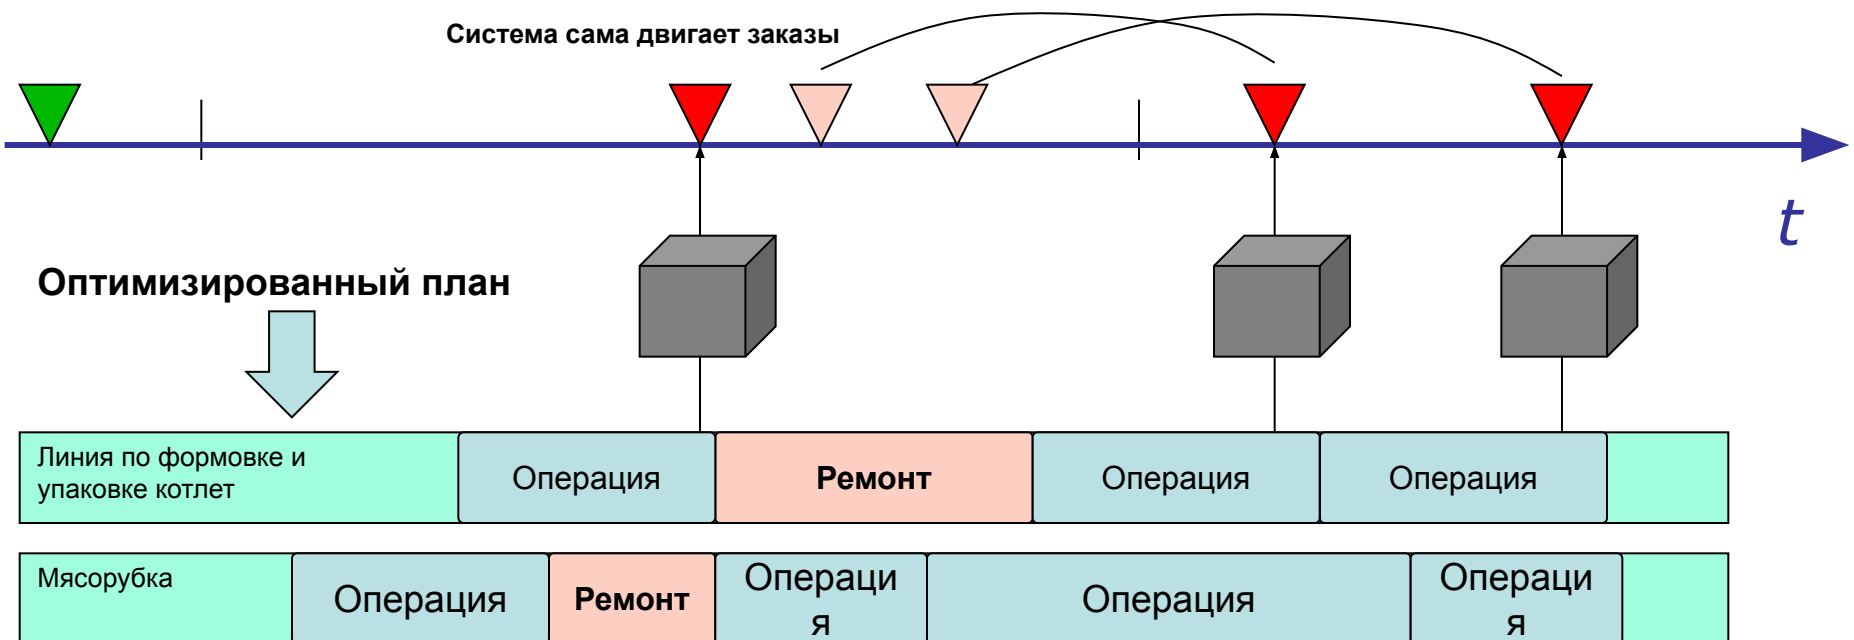 Система сама двигает заказы
t
Оптимизированный план
Линия по формовке и
упаковке котлет
Операция
Ремонт
Операция
Операция
Мясорубка
Операция
Ремонт
Операци
я
Операция
Операци
я